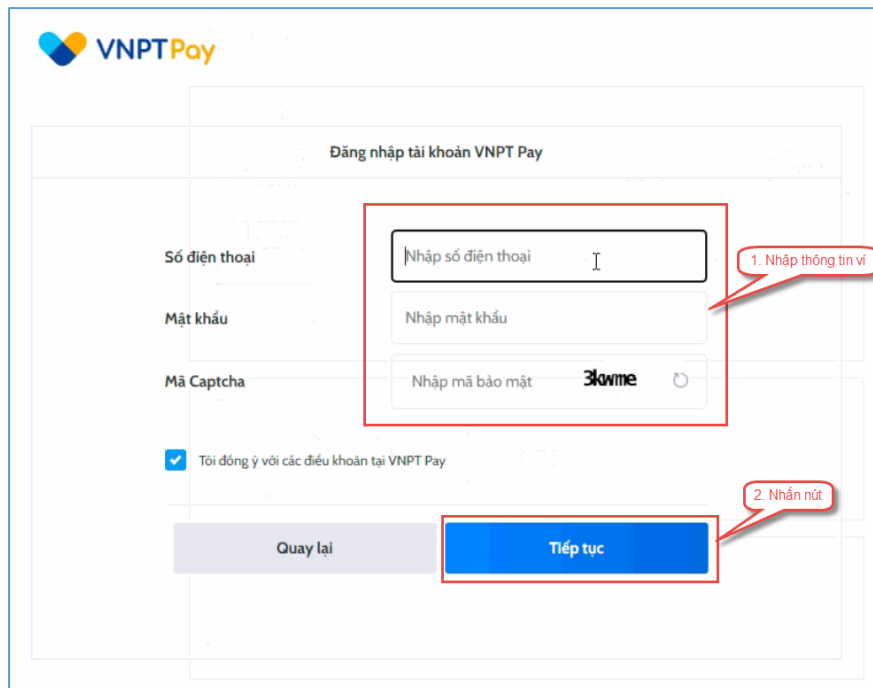 VNPT Pay
Đăng nhập tài khoản VNPT Pay
Số điện thoại
Nhập số điện thoại
1. Nhập thông tin ví
Mật khẩu
Nhập mật khẩu
Mã Captcha
Nhập mã bảo mật
3kwme
Tôi đồng ý với các điều khoản tại VNPT Pay
2. Nhấn nút
Quay lại
Tiếp tục